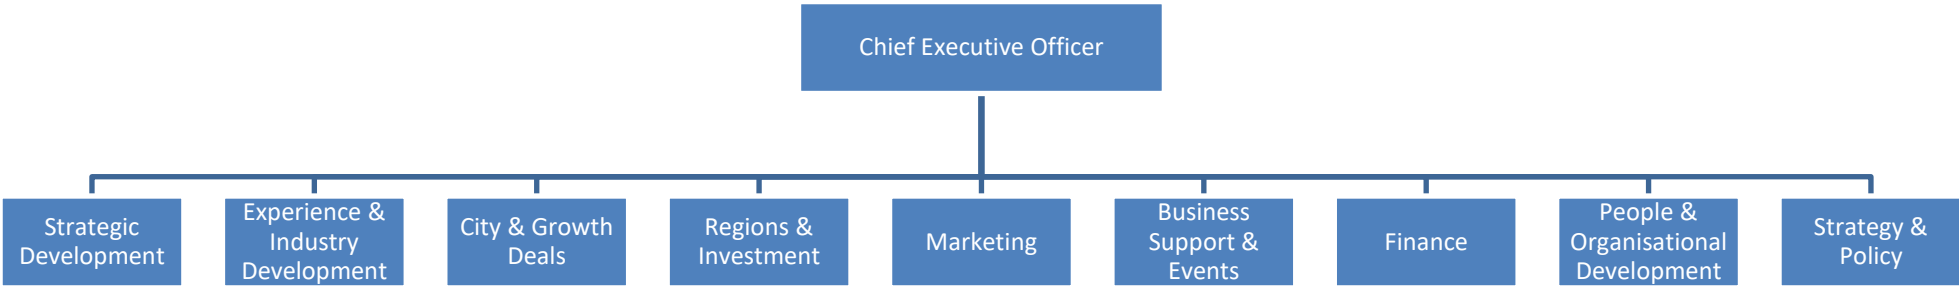 Chief Executive Officer
Strategic
Development
Experience &
Industry
Development
City & Growth
Deals
Regions &
Investment
Marketing
Business
Support &
Events
Finance
People &
Organisational
Development
Strategy &
Policy